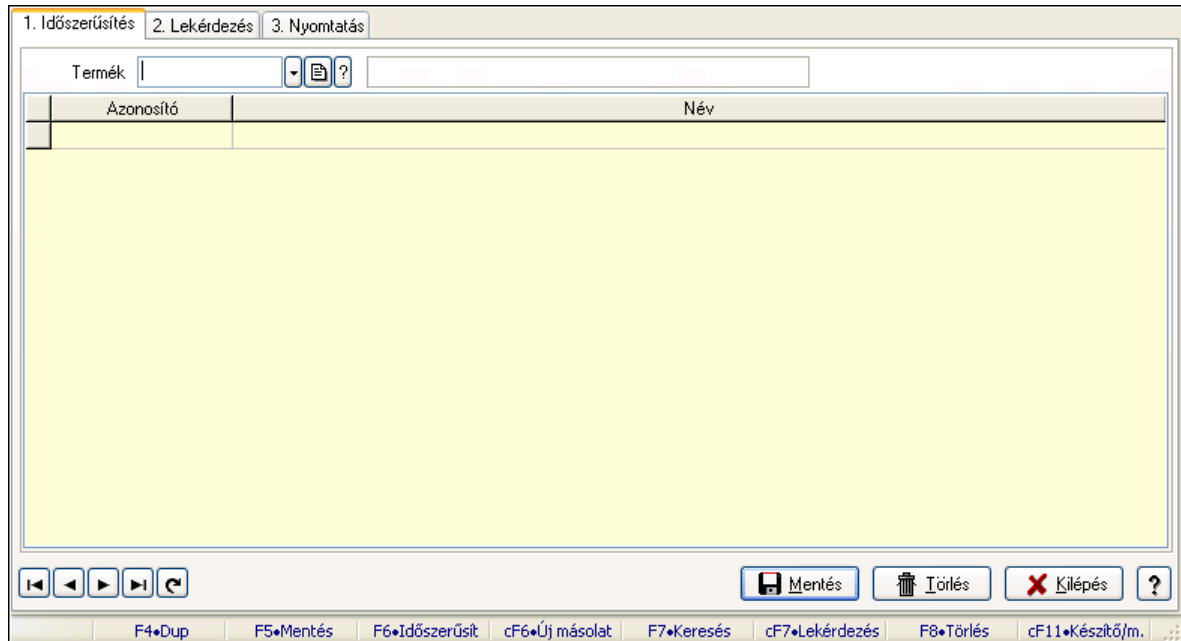 1. Időszerűsítés 2. Lekérdezés 3. Nyomtatás
Termék ?
Azonosító Név
Mentés Törlés Kilépés ?
F4•Dup F5•Mentés F6•Időszerűsít cF6•Új másolat F7•Keresés cF7•Lekérdezés F8•Törlés cF11•Készítő/m.